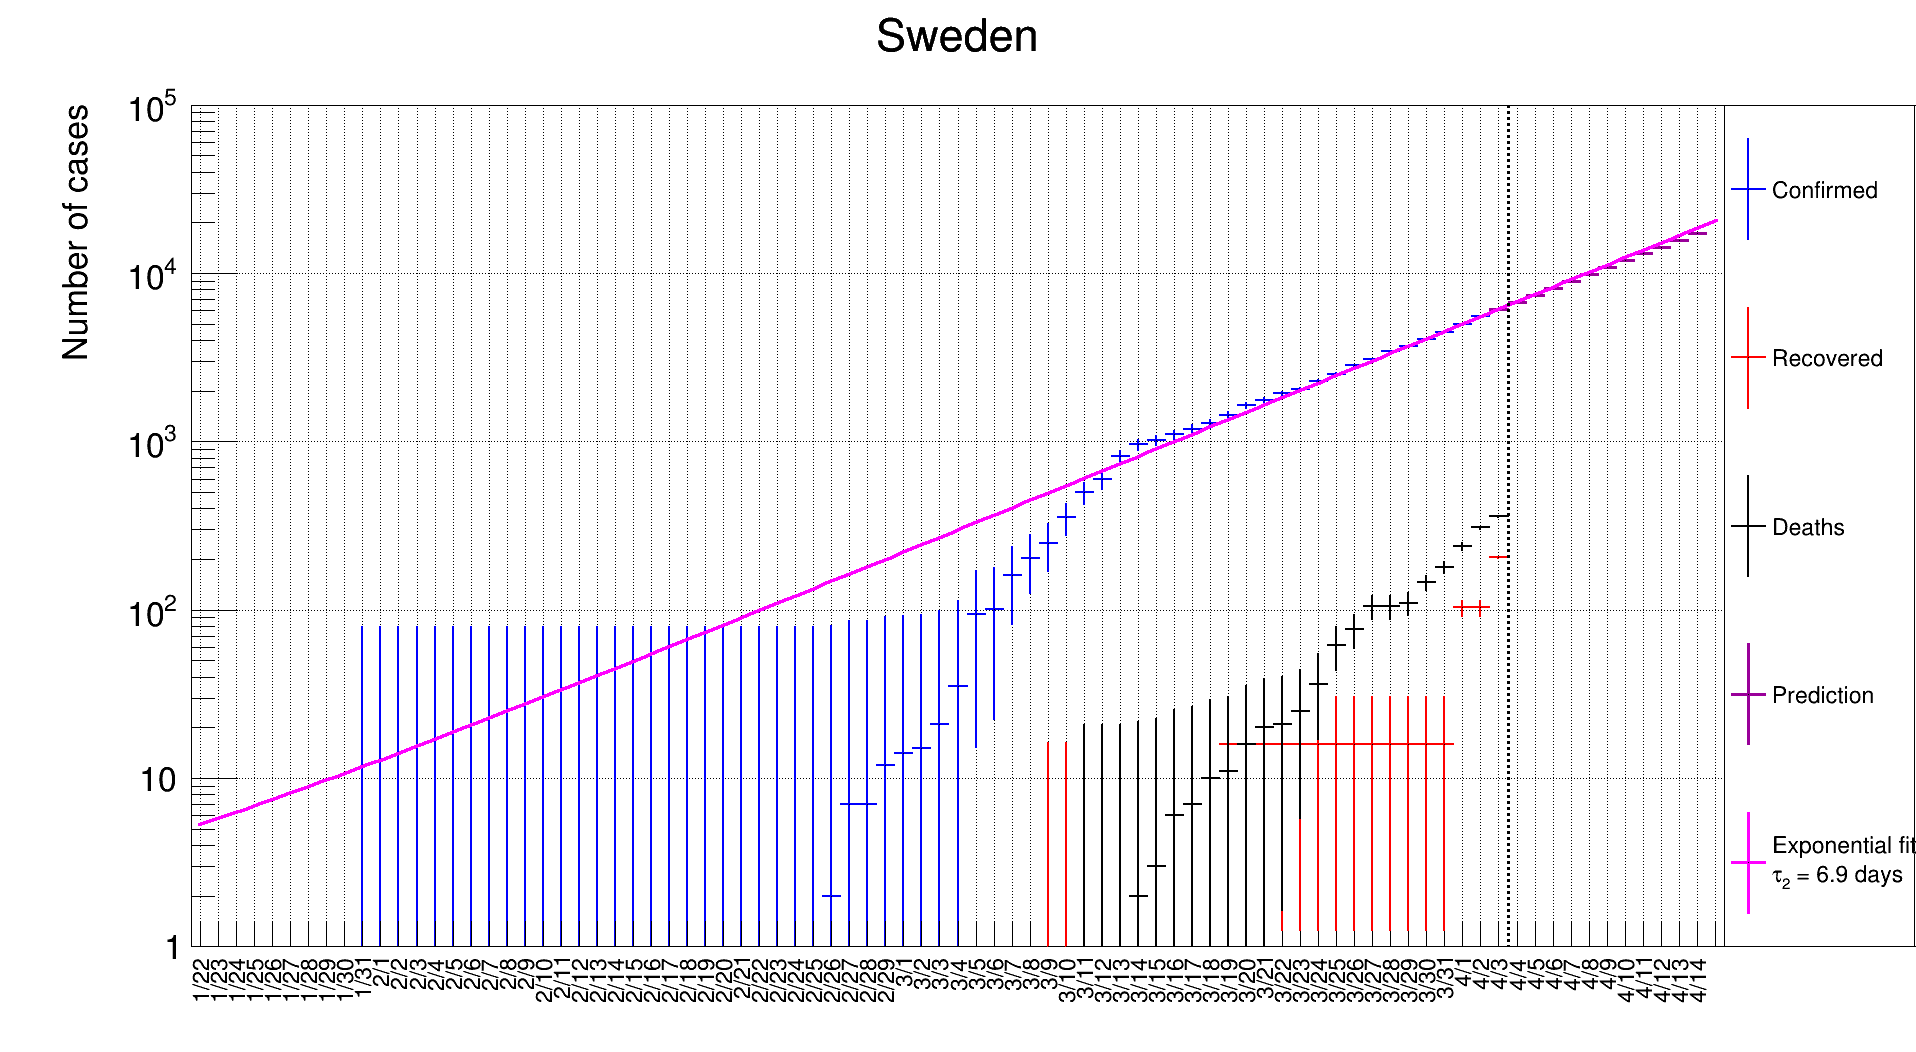 Sweden
Number of cases
10^5
10^4
10^3
10^2
10
1
1/22 1/23 1/24 1/25 1/26 1/27 1/28 1/29 1/30 1/31 2/1 2/2 2/3 2/4 2/5 2/6 2/7 2/8 2/9 2/10 2/11 2/12 2/13 2/14 2/15 2/16 2/17 2/18 2/19 2/20 2/21 2/22 2/23 2/24 2/25 2/26 2/27 2/28 2/29 3/1 3/2 3/3 3/4 3/5 3/6 3/7 3/8 3/9 3/10 3/11 3/12 3/13 3/14 3/15 3/16 3/17 3/18 3/19 3/20 3/21 3/22 3/23 3/24 3/25 3/26 3/27 3/28 3/29 3/30 3/31 4/1 4/2 4/3 4/4 4/5 4/6 4/7 4/8 4/9 4/10 4/11 4/12 4/13 4/14
Confirmed
Recovered
Deaths
Prediction
Exponential fit
τ₂ = 6.9 days